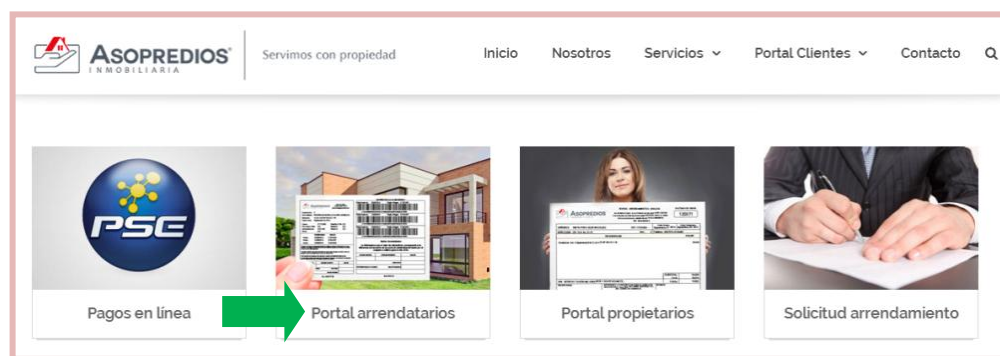 ASOPREDIOS®
INMOBILIARIA
Servimos con propiedad
Inicio Nosotros Servicios Portal Clientes Contacto
PSE
ASOPREDIOS
Pagos en línea
Portal arrendatarios
Portal propietarios
Solicitud arrendamiento